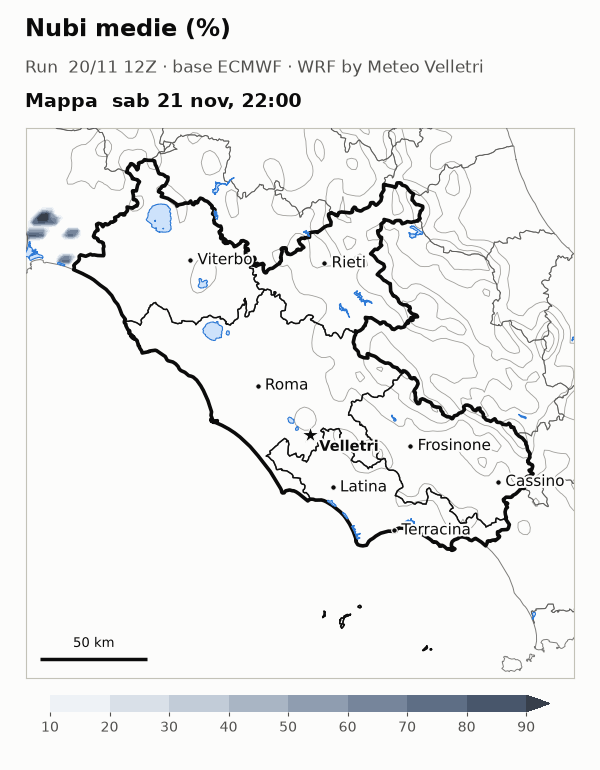 Nubi medie (%)
Run  20/11 12Z · base ECMWF · WRF by Meteo Velletri
Mappa  sab 21 nov, 22:00
Viterbo
Rieti
Roma
Velletri
Frosinone
Latina
Cassino
Terracina
50 km
10 20 30 40 50 60 70 80 90